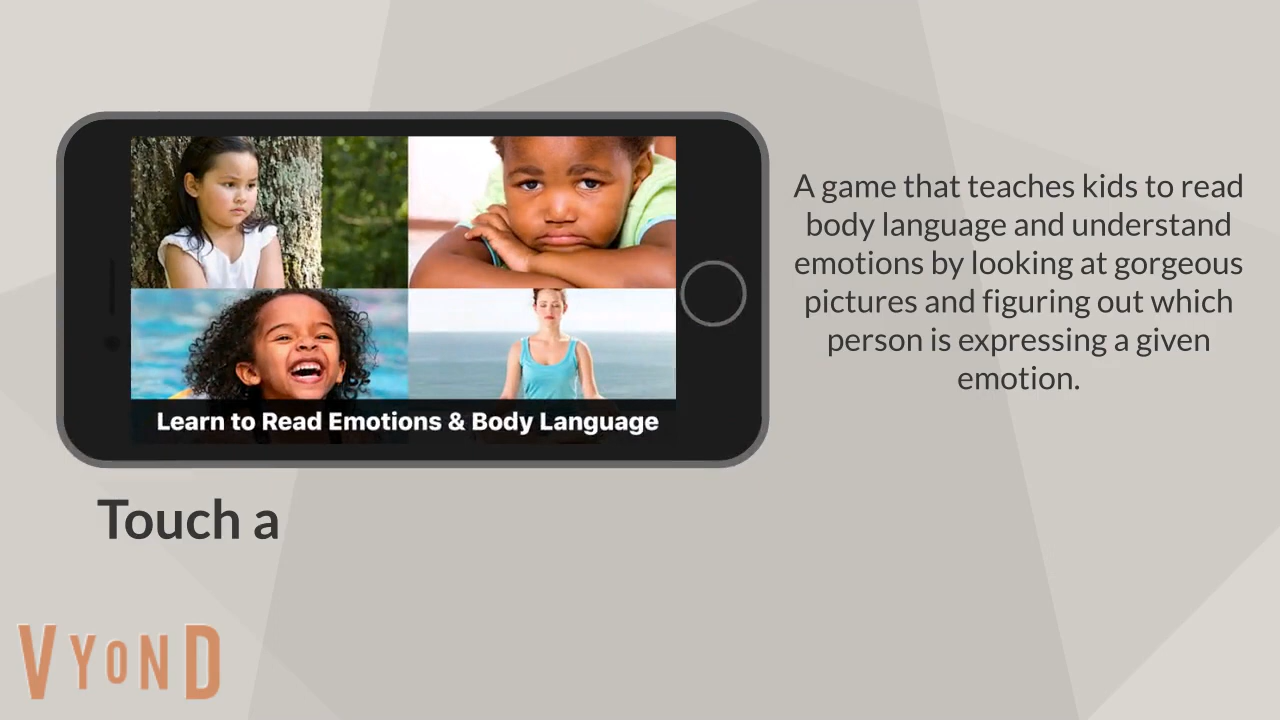 Learn to Read Emotions & Body Language
A game that teaches kids to read
body language and understand
emotions by looking at gorgeous
pictures and figuring out which
person is expressing a given
emotion.
Touch a
VYOND